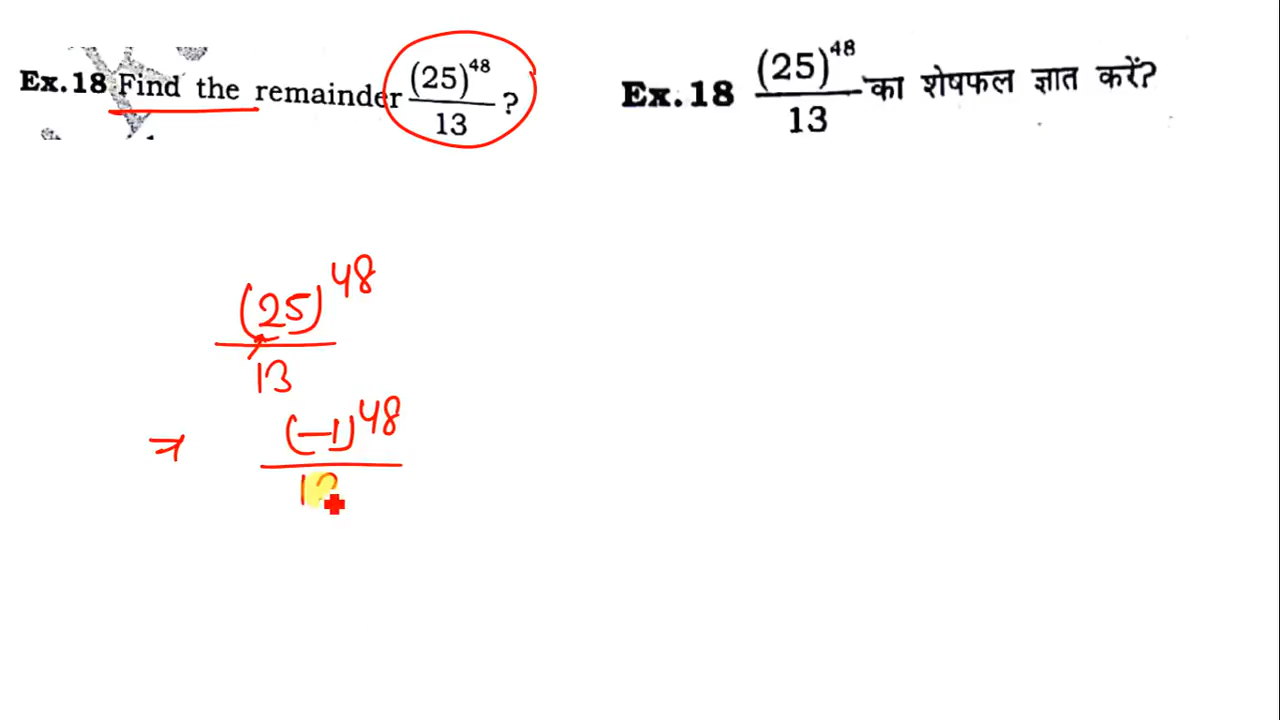 Ex.18 Find the remainder (25)^48 / 13 ?
Ex.18 (25)^48 / 13 का शेषफल ज्ञात करें?
(25)^48
13
⇒ (-1)^48
1